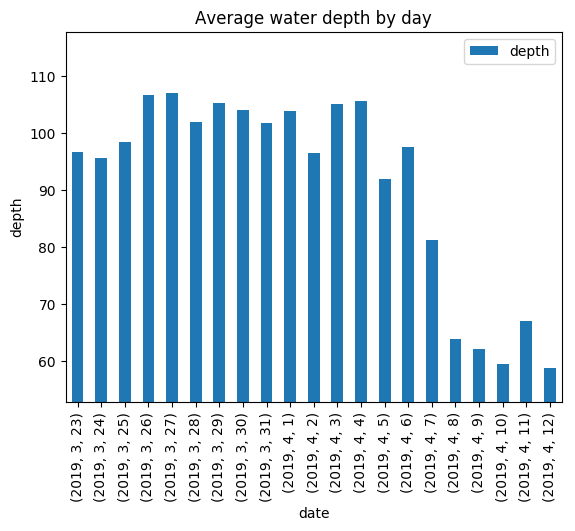 Average water depth by day
depth
110
100
90
80
70
60
depth
(2019, 3, 23)
(2019, 3, 24)
(2019, 3, 25)
(2019, 3, 26)
(2019, 3, 27)
(2019, 3, 28)
(2019, 3, 29)
(2019, 3, 30)
(2019, 3, 31)
(2019, 4, 1)
(2019, 4, 2)
(2019, 4, 3)
(2019, 4, 4)
(2019, 4, 5)
(2019, 4, 6)
(2019, 4, 7)
(2019, 4, 8)
(2019, 4, 9)
(2019, 4, 10)
(2019, 4, 11)
(2019, 4, 12)
date